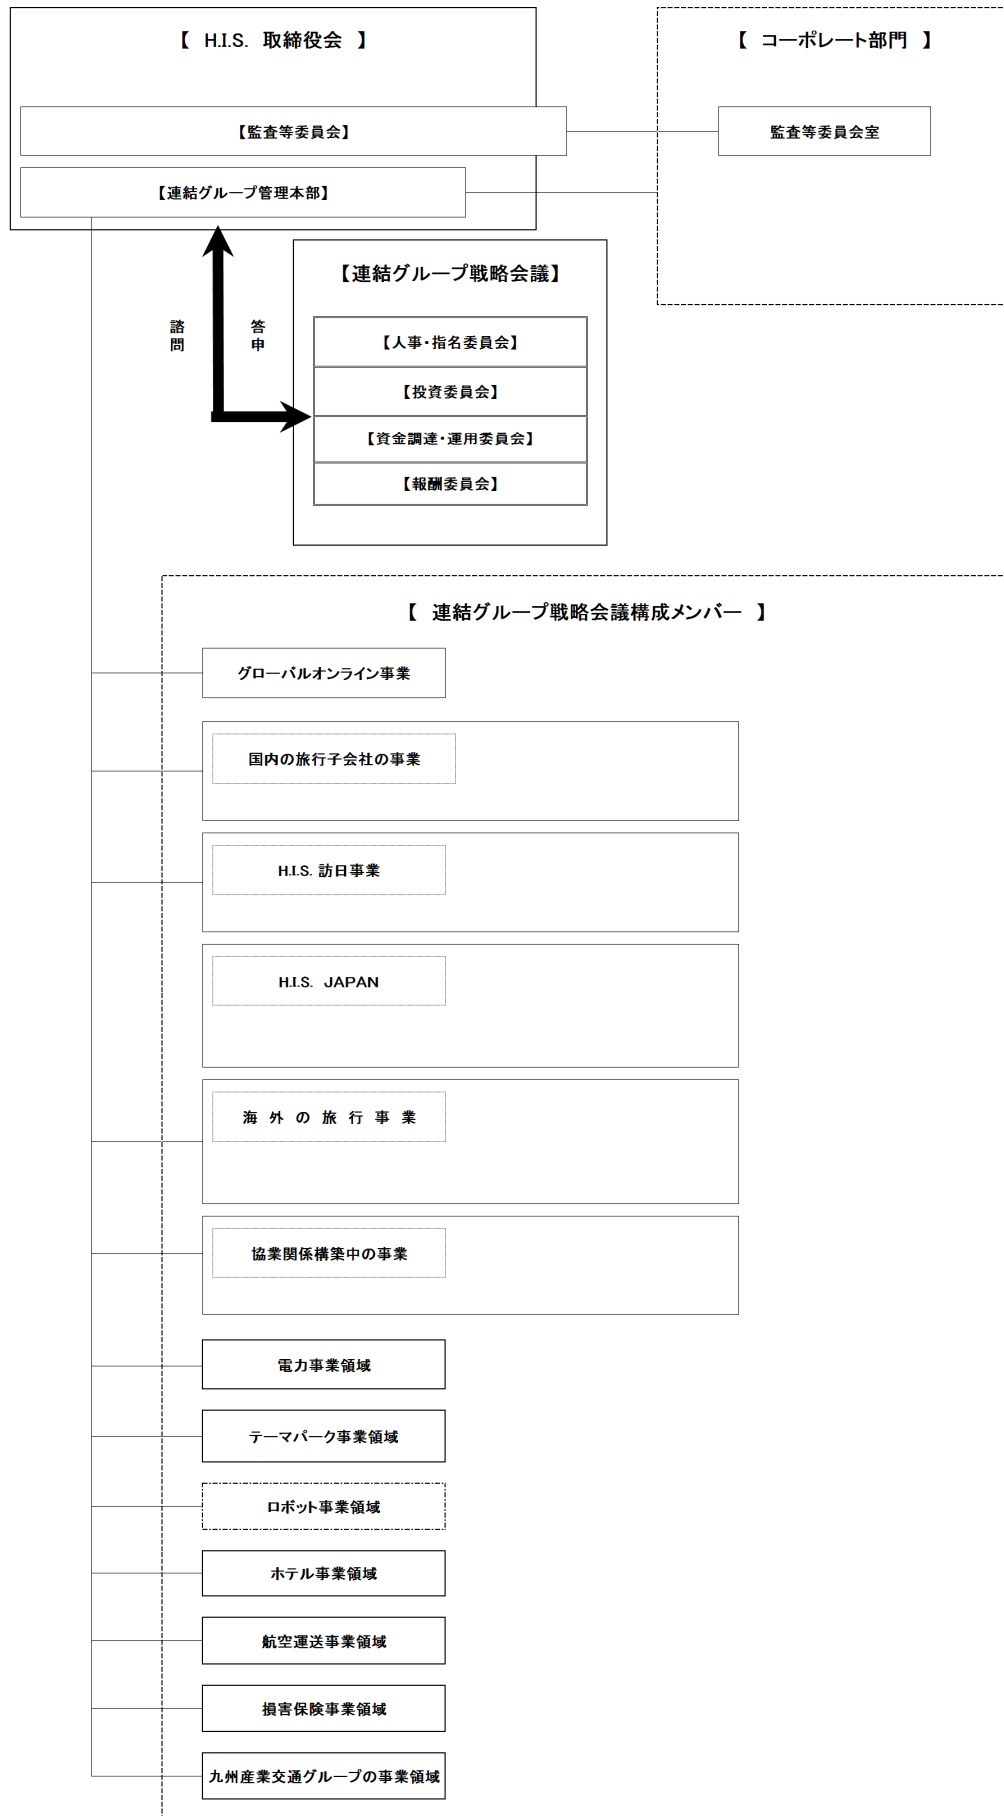 【 H.I.S. 取締役会 】
【 コーポレート部門 】
【監査等委員会】
監査等委員会室
【連結グループ管理本部】
【連結グループ戦略会議】
諮問
答申
【人事・指名委員会】
【投資委員会】
【資金調達・運用委員会】
【報酬委員会】
【 連結グループ戦略会議構成メンバー 】
グローバルオンライン事業
国内の旅行子会社の事業
H.I.S. 訪日事業
H.I.S. JAPAN
海 外 の 旅 行 事 業
協業関係構築中の事業
電力事業領域
テーマパーク事業領域
ロボット事業領域
ホテル事業領域
航空運送事業領域
損害保険事業領域
九州産業交通グループの事業領域